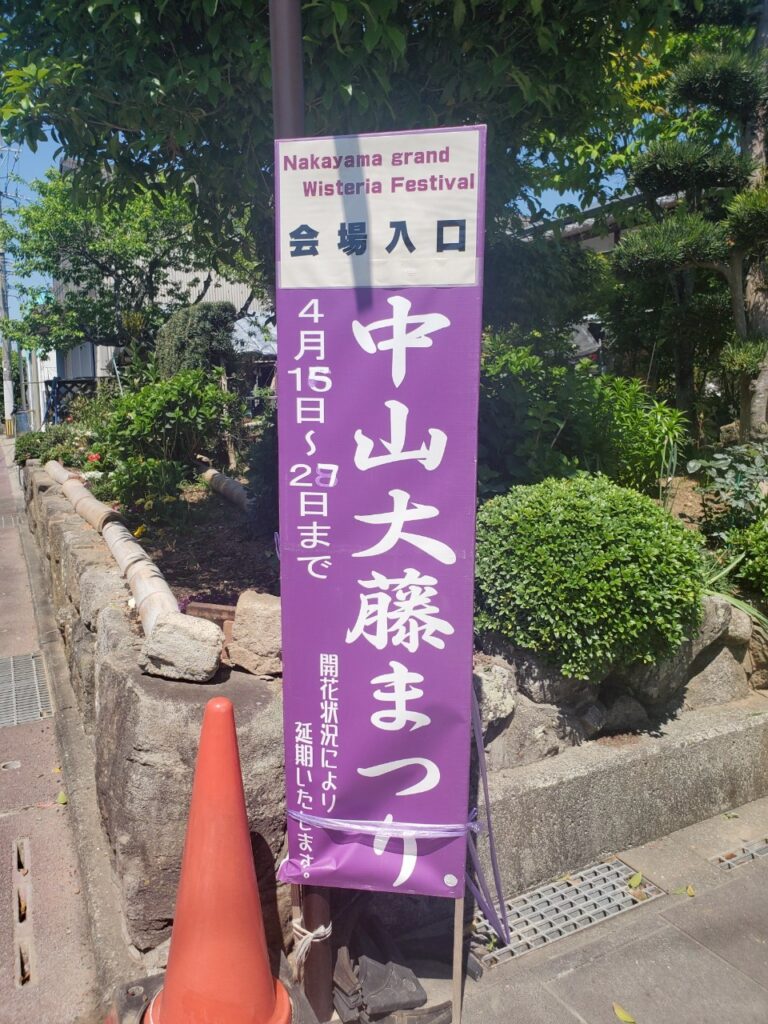 Nakayama grand
Wisteria Festival
会場入口
中山大藤まつり
4月15日～
28日まで
開花状況により
延期いたします。